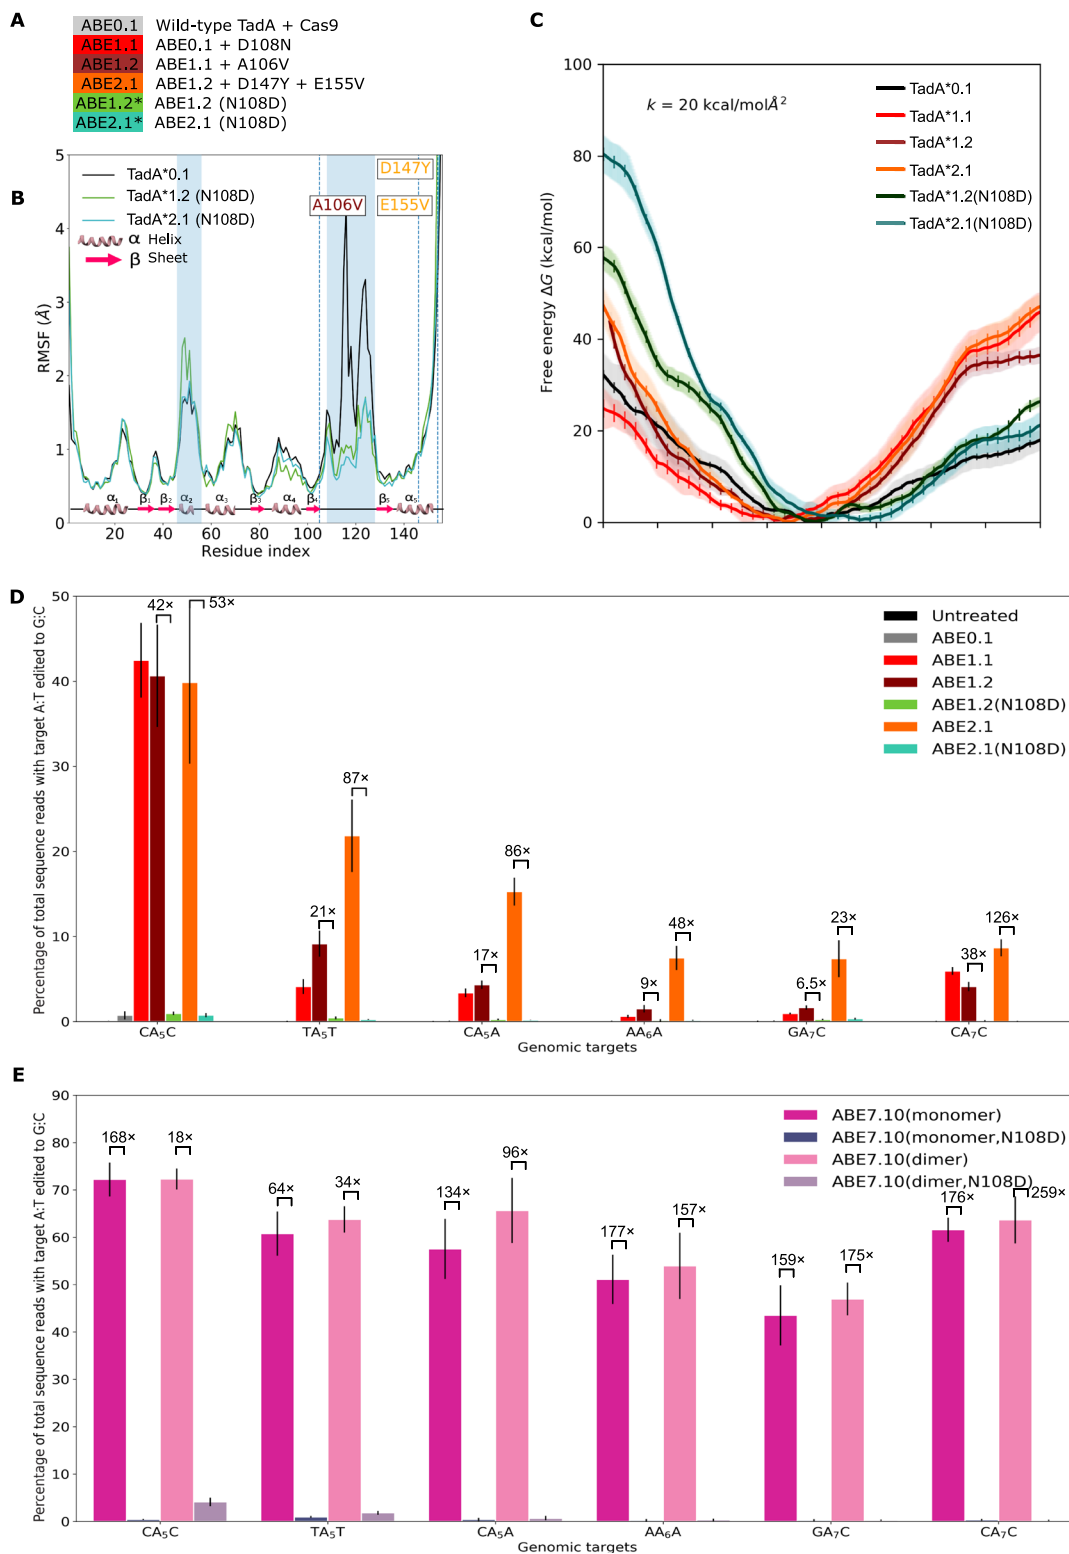 A
ABE0.1 Wild-type TadA + Cas9
ABE1.1 ABE0.1 + D108N
ABE1.2 ABE1.1 + A106V
ABE2.1 ABE1.2 + D147Y + E155V
ABE1.2* ABE1.2 (N108D)
ABE2.1* ABE2.1 (N108D)
B
TadA*0.1
TadA*1.2 (N108D)
TadA*2.1 (N108D)
α Helix
β Sheet
A106V
D147Y
E155V
RMSF (Å)
5
4
3
2
1
0
α1 β1 β2 α2 α3 β3 α4 β4 β5 α5
20 40 60 80 100 120 140
Residue index
C
k = 20 kcal/molÅ²
TadA*0.1
TadA*1.1
TadA*1.2
TadA*2.1
TadA*1.2(N108D)
TadA*2.1(N108D)
Free energy ΔG (kcal/mol)
100
80
60
40
20
0
D
Percentage of total sequence reads with target A:T edited to G:C
50
40
30
20
10
0
42× 53×
21× 87×
17× 86×
9× 48×
6.5× 23×
38× 126×
Untreated
ABE0.1
ABE1.1
ABE1.2
ABE1.2(N108D)
ABE2.1
ABE2.1(N108D)
CA₅C TA₅T CA₅A AA₆A GA₇C CA₇C
Genomic targets
E
Percentage of total sequence reads with target A:T edited to G:C
90
80
70
60
50
40
30
20
10
0
168× 18×
64× 34×
134× 96×
177× 157×
159× 175×
176× 259×
ABE7.10(monomer)
ABE7.10(monomer,N108D)
ABE7.10(dimer)
ABE7.10(dimer,N108D)
CA₅C TA₅T CA₅A AA₆A GA₇C CA₇C
Genomic targets